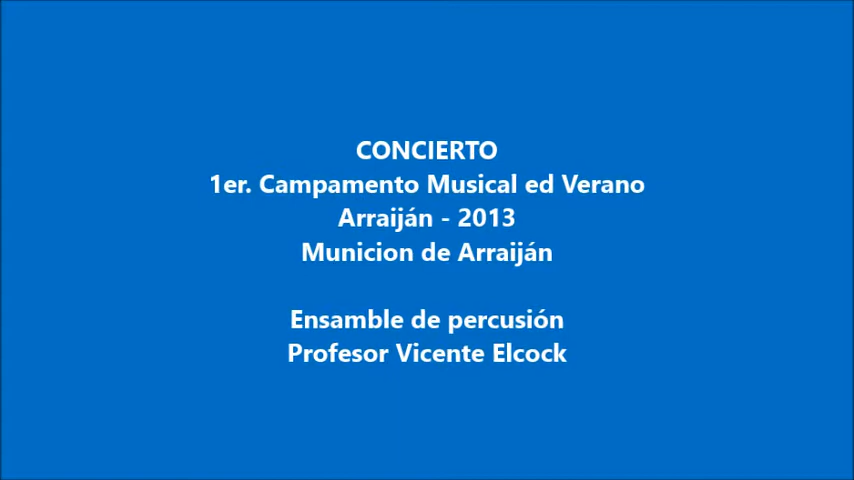 CONCIERTO
1er. Campamento Musical ed Verano
Arraiján - 2013
Municion de Arraiján
Ensamble de percusión
Profesor Vicente Elcock